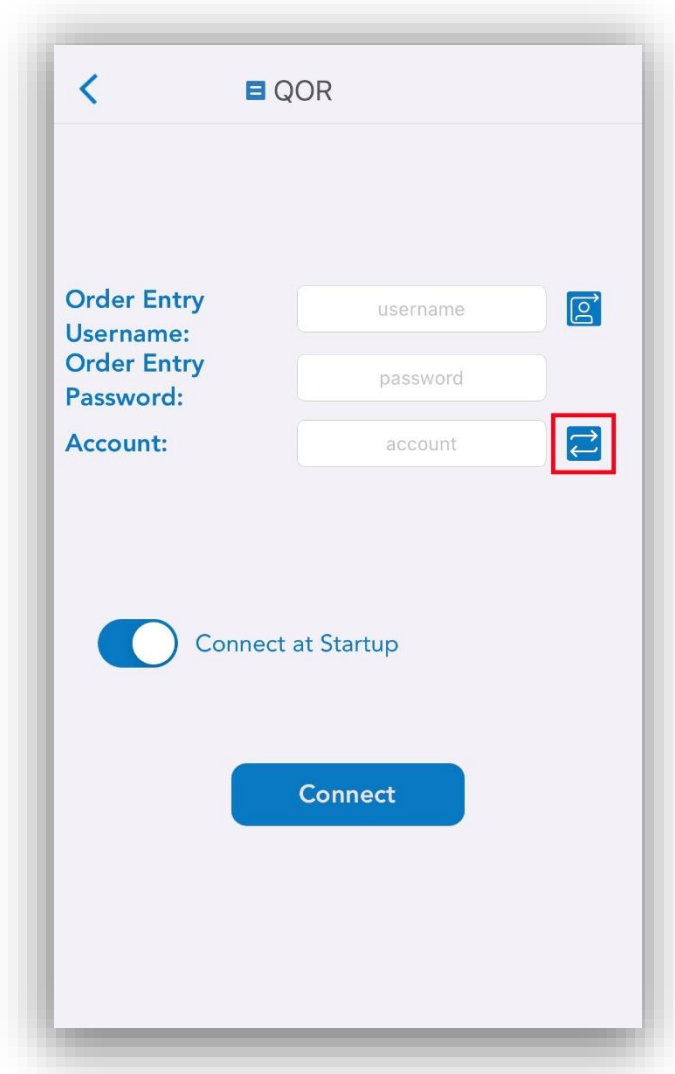 QOR
Order Entry
Username:
username
Order Entry
Password:
password
Account:
account
Connect at Startup
Connect